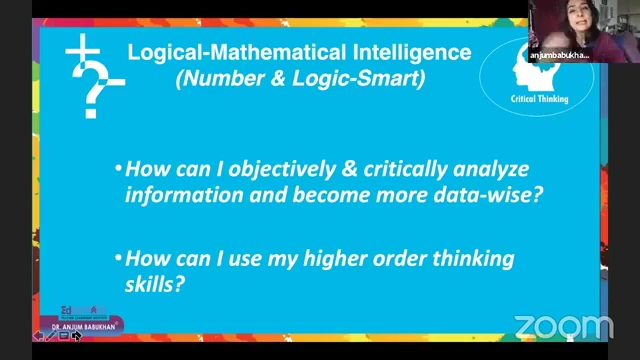 Logical-Mathematical Intelligence
(Number & Logic-Smart)
Critical Thinking
anjumbabukha...
•How can I objectively & critically analyze
information and become more data-wise?
•How can I use my higher order thinking
skills?
DR. ANJUM BABUKHAN
zoom